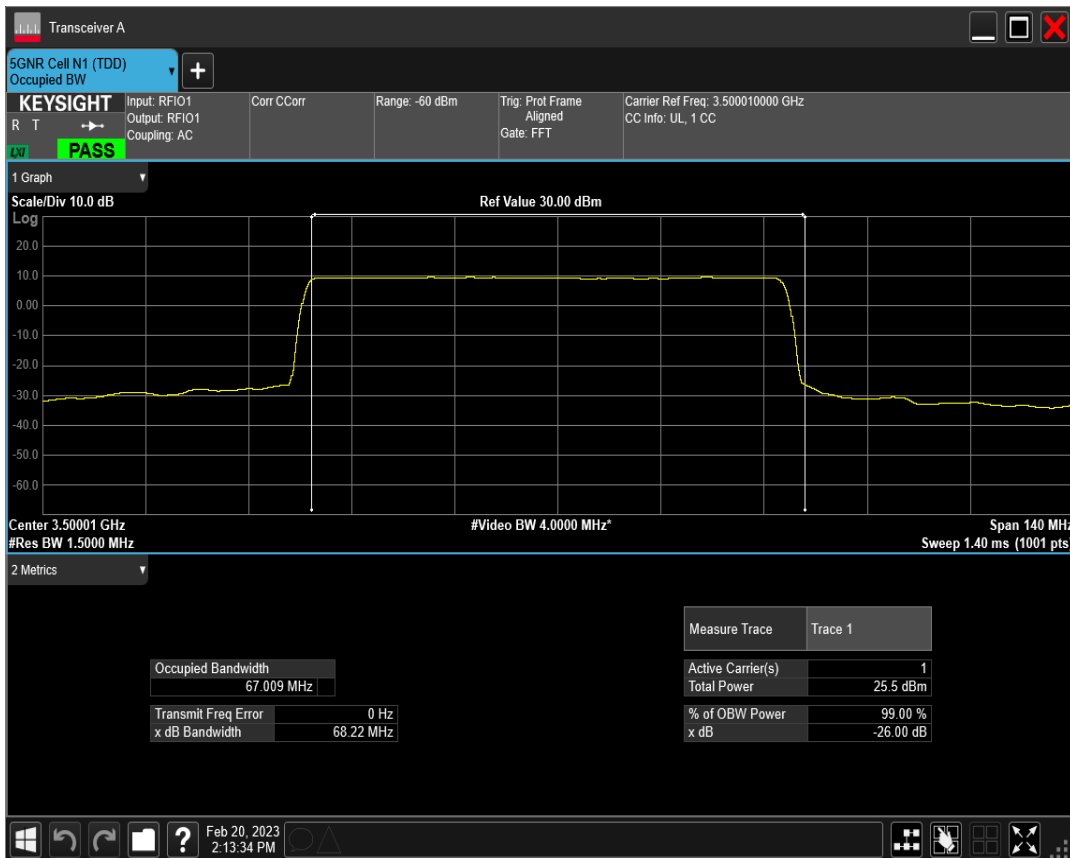 Transceiver A
5GNR Cell N1 (TDD)
Occupied BW
KEYSIGHT
R T
LXI
PASS
Input: RFIO1
Output: RFIO1
Coupling: AC
Corr CCorr
Range: -60 dBm
Trig: Prot Frame
Aligned
Gate: FFT
Carrier Ref Freq: 3.500010000 GHz
CC Info: UL, 1 CC
1 Graph
Scale/Div 10.0 dB
Ref Value 30.00 dBm
Log
20.0
10.0
0.00
-10.0
-20.0
-30.0
-40.0
-50.0
-60.0
Center 3.50001 GHz
#Video BW 4.0000 MHz*
Span 140 MHz
#Res BW 1.5000 MHz
Sweep 1.40 ms (1001 pts)
2 Metrics
Measure Trace Trace 1
Occupied Bandwidth
67.009 MHz
Active Carrier(s) 1
Total Power 25.5 dBm
Transmit Freq Error 0 Hz
x dB Bandwidth 68.22 MHz
% of OBW Power 99.00 %
x dB -26.00 dB
?
Feb 20, 2023
2:13:34 PM